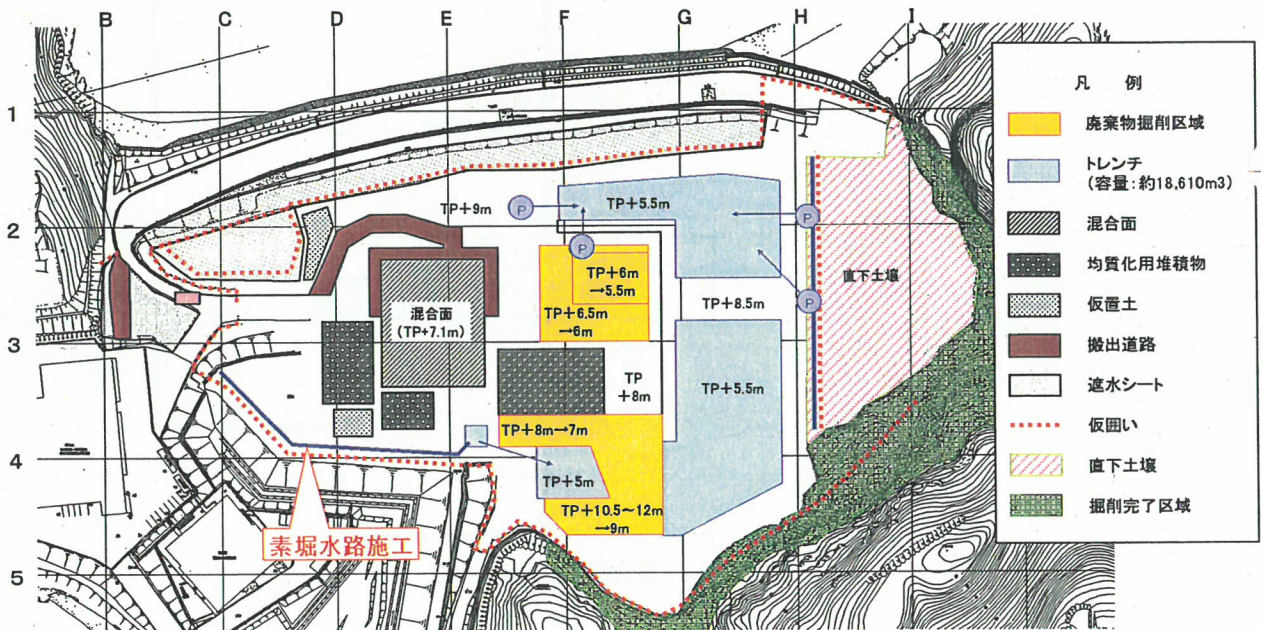 B C D E F G H I
1
2
3
4
5
TP+9m
TP+5.5m
P
P
P
P
TP+6m
→5.5m
TP+6.5m
→6m
TP+8.5m
直下土壌
混合面
(TP+7.1m)
TP
+8m
TP+5.5m
TP+8m→7m
TP+5m
TP+10.5~12m
→9m
素堀水路施工
凡 例
廃棄物掘削区域
トレンチ
(容量:約18,610m3)
混合面
均質化用堆積物
仮置土
搬出道路
遮水シート
仮囲い
直下土壌
掘削完了区域